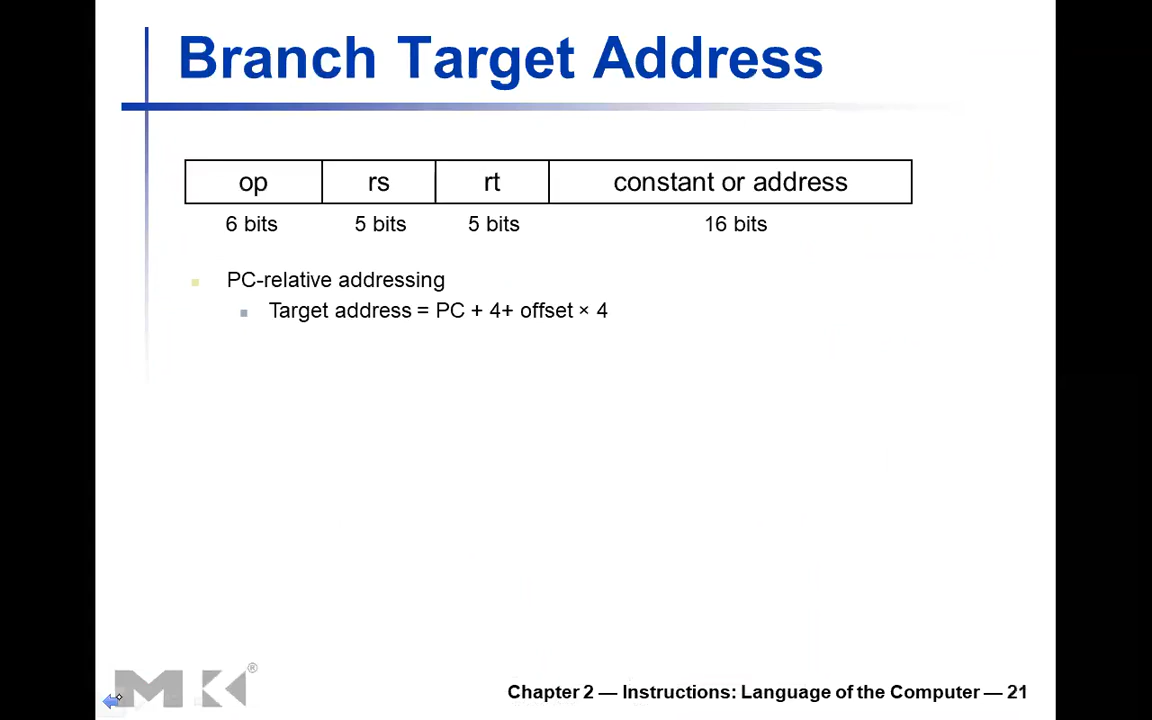 Branch Target Address
op rs rt constant or address
6 bits 5 bits 5 bits 16 bits
PC-relative addressing
Target address = PC + 4+ offset × 4
MK®
Chapter 2 — Instructions: Language of the Computer — 21